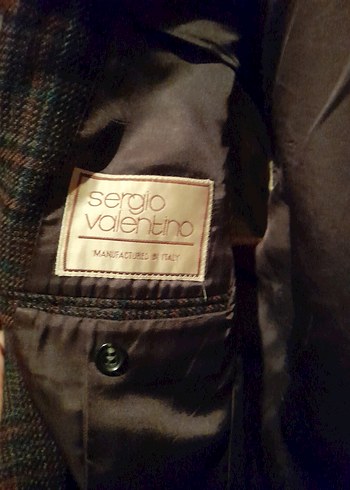 sergio
valentino
MANUFACTURED IN ITALY